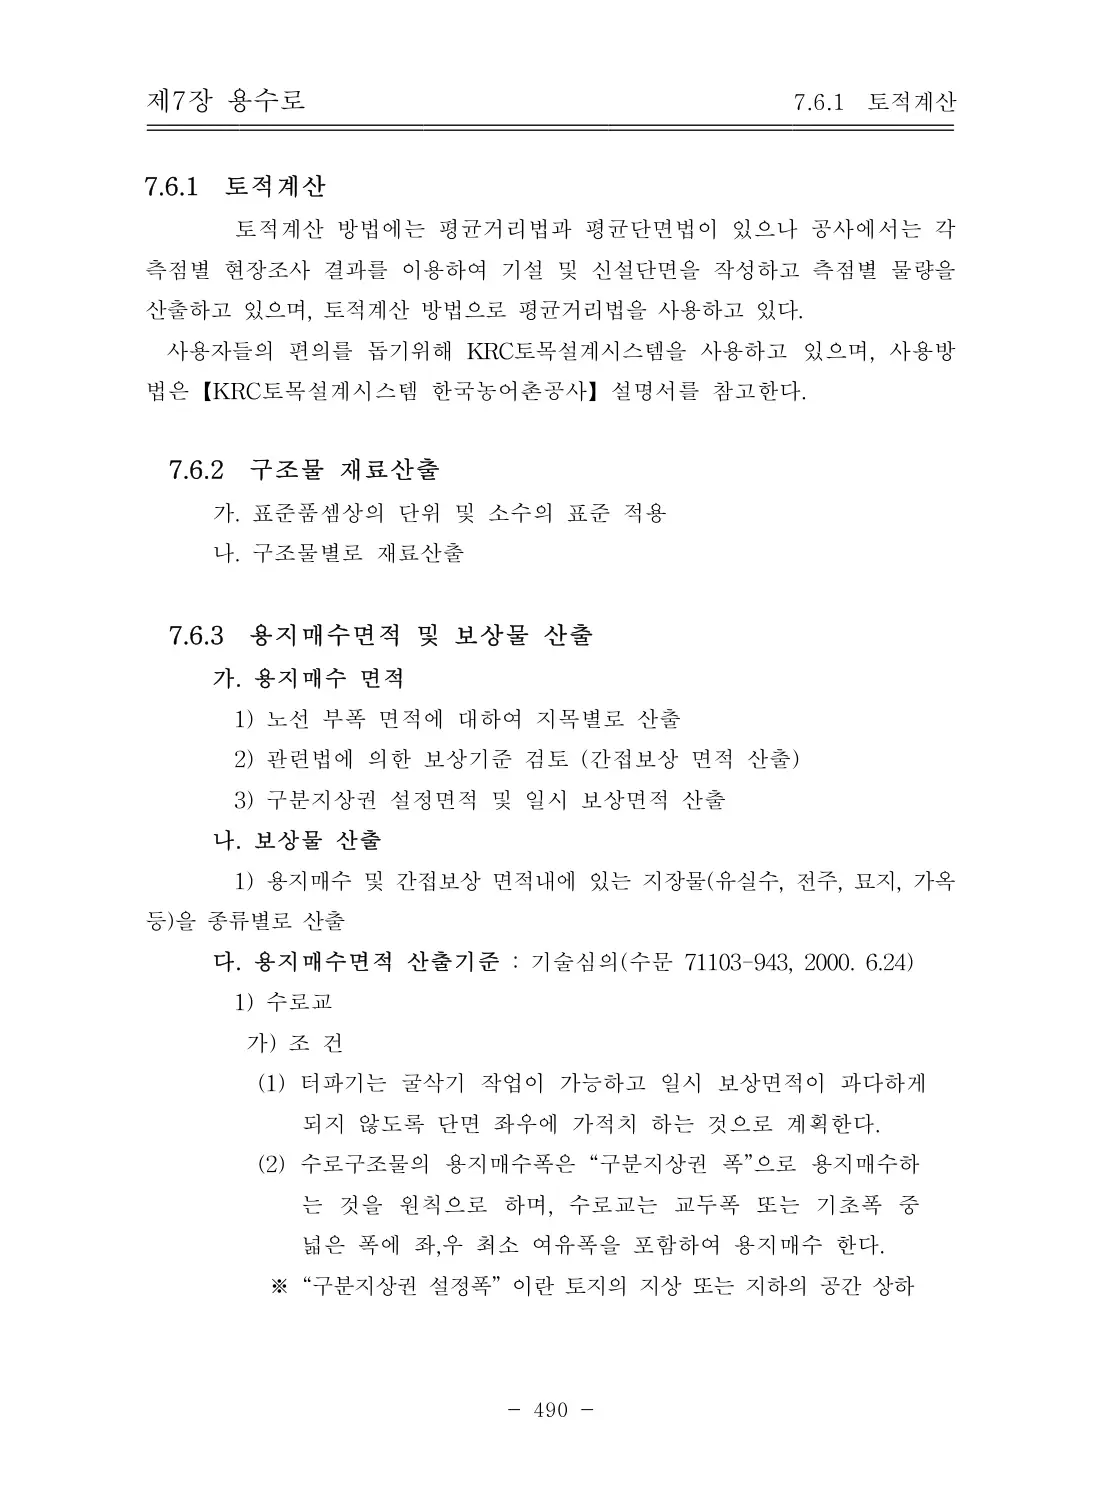 제7장 용수로
7.6.1 토적계산
7.6.1 토적계산
토적계산 방법에는 평균거리법과 평균단면법이 있으나 공사에서는 각
측점별 현장조사 결과를 이용하여 기설 및 신설단면을 작성하고 측점별 물량을
산출하고 있으며, 토적계산 방법으로 평균거리법을 사용하고 있다.
사용자들의 편의를 돕기위해 KRC토목설계시스템을 사용하고 있으며, 사용방
법은【KRC토목설계시스템 한국농어촌공사】설명서를 참고한다.
7.6.2 구조물 재료산출
가. 표준품셈상의 단위 및 소수의 표준 적용
나. 구조물별로 재료산출
7.6.3 용지매수면적 및 보상물 산출
가. 용지매수 면적
1) 노선 부폭 면적에 대하여 지목별로 산출
2) 관련법에 의한 보상기준 검토 (간접보상 면적 산출)
3) 구분지상권 설정면적 및 일시 보상면적 산출
나. 보상물 산출
1) 용지매수 및 간접보상 면적내에 있는 지장물(유실수, 전주, 묘지, 가옥
등)을 종류별로 산출
다. 용지매수면적 산출기준 : 기술심의(수문 71103-943, 2000. 6.24)
1) 수로교
가) 조 건
(1) 터파기는 굴삭기 작업이 가능하고 일시 보상면적이 과다하게
되지 않도록 단면 좌우에 가적치 하는 것으로 계획한다.
(2) 수로구조물의 용지매수폭은 “구분지상권 폭”으로 용지매수하
는 것을 원칙으로 하며, 수로교는 교두폭 또는 기초폭 중
넓은 폭에 좌,우 최소 여유폭을 포함하여 용지매수 한다.
※ “구분지상권 설정폭” 이란 토지의 지상 또는 지하의 공간 상하
- 490 -